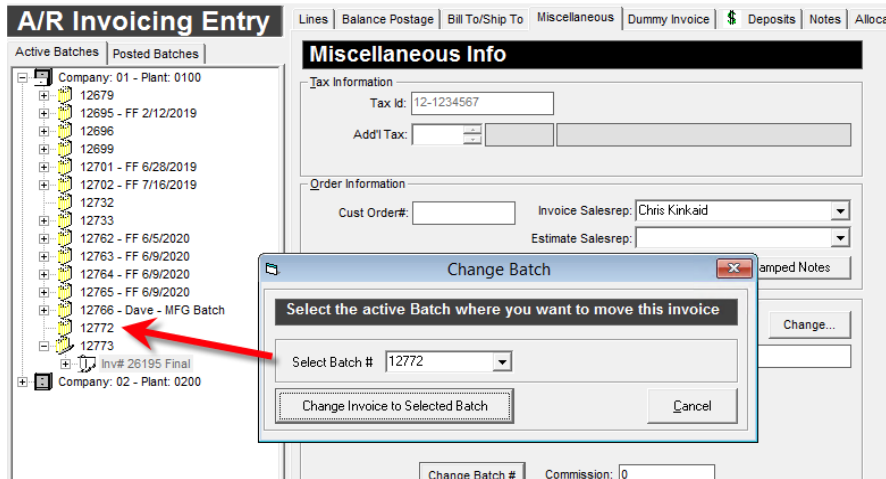 A/R Invoicing Entry
Active Batches
Posted Batches
Company: 01 - Plant: 0100
12679
12695 - FF 2/12/2019
12696
12699
12701 - FF 6/28/2019
12702 - FF 7/16/2019
12732
12733
12762 - FF 6/5/2020
12763 - FF 6/9/2020
12764 - FF 6/9/2020
12765 - FF 6/9/2020
12766 - Dave - MFG Batch
12772
12773
Inv# 26195 Final
Company: 02 - Plant: 0200
Lines
Balance Postage
Bill To/Ship To
Miscellaneous
Dummy Invoice
$ Deposits
Notes
Alloca
Miscellaneous Info
Tax Information
Tax Id: 12-1234567
Add'l Tax:
Order Information
Cust Order#:
Invoice Salesrep: Chris Kinkaid
Estimate Salesrep:
amped Notes
Change...
Change Batch
Select the active Batch where you want to move this invoice
Select Batch # 12772
Change Invoice to Selected Batch
Cancel
Change Batch #
Commission: 0